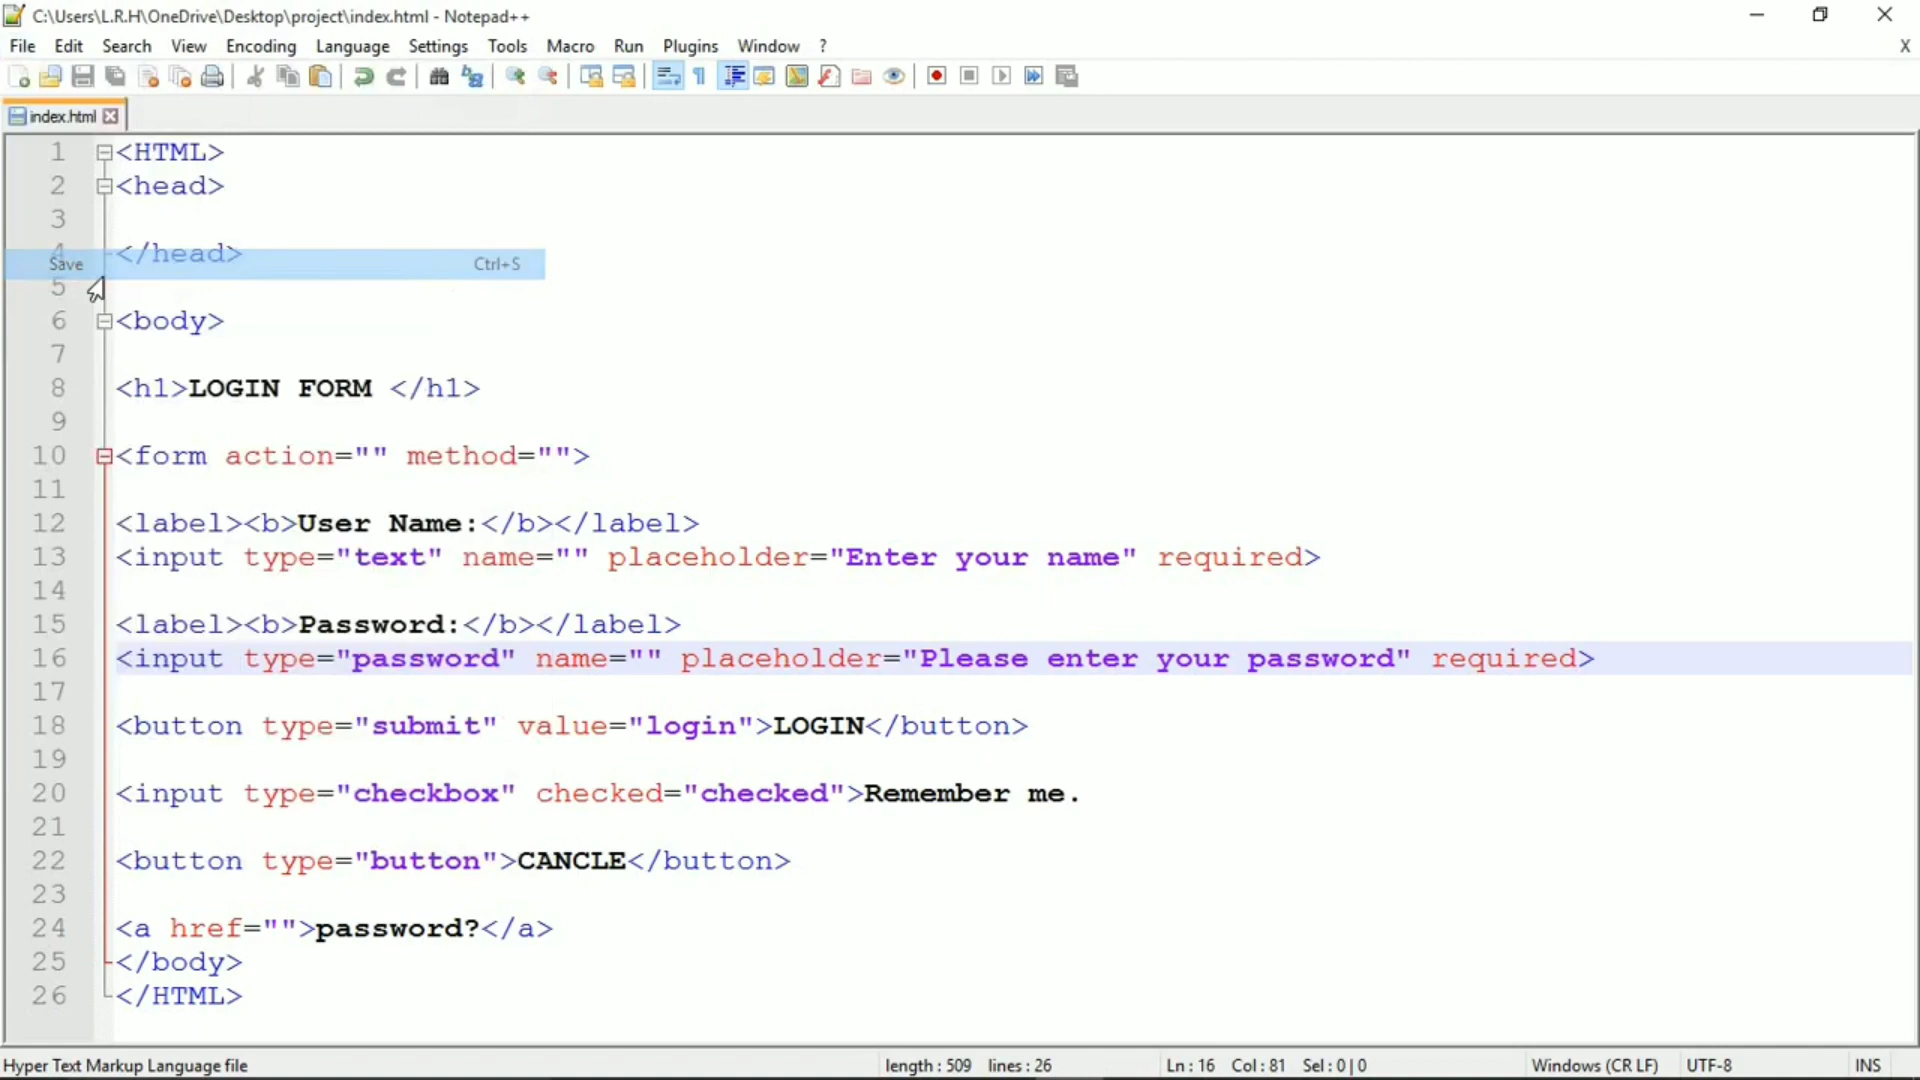 C:\Users\L.R.H\OneDrive\Desktop\project\index.html - Notepad++
File Edit Search View Encoding Language Settings Tools Macro Run Plugins Window ? X
index.html
1 <HTML>
2 <head>
3
4 </head>
Save Ctrl+S
5
6 <body>
7
8 <h1>LOGIN FORM </h1>
9
10 <form action="" method="">
11
12 <label><b>User Name:</b></label>
13 <input type="text" name="" placeholder="Enter your name" required>
14
15 <label><b>Password:</b></label>
16 <input type="password" name="" placeholder="Please enter your password" required>
17
18 <button type="submit" value="login">LOGIN</button>
19
20 <input type="checkbox" checked="checked">Remember me.
21
22 <button type="button">CANCLE</button>
23
24 <a href="">password?</a>
25 </body>
26 </HTML>
Hyper Text Markup Language file length : 509 lines : 26 Ln : 16 Col : 81 Sel : 0 | 0 Windows (CR LF) UTF-8 INS